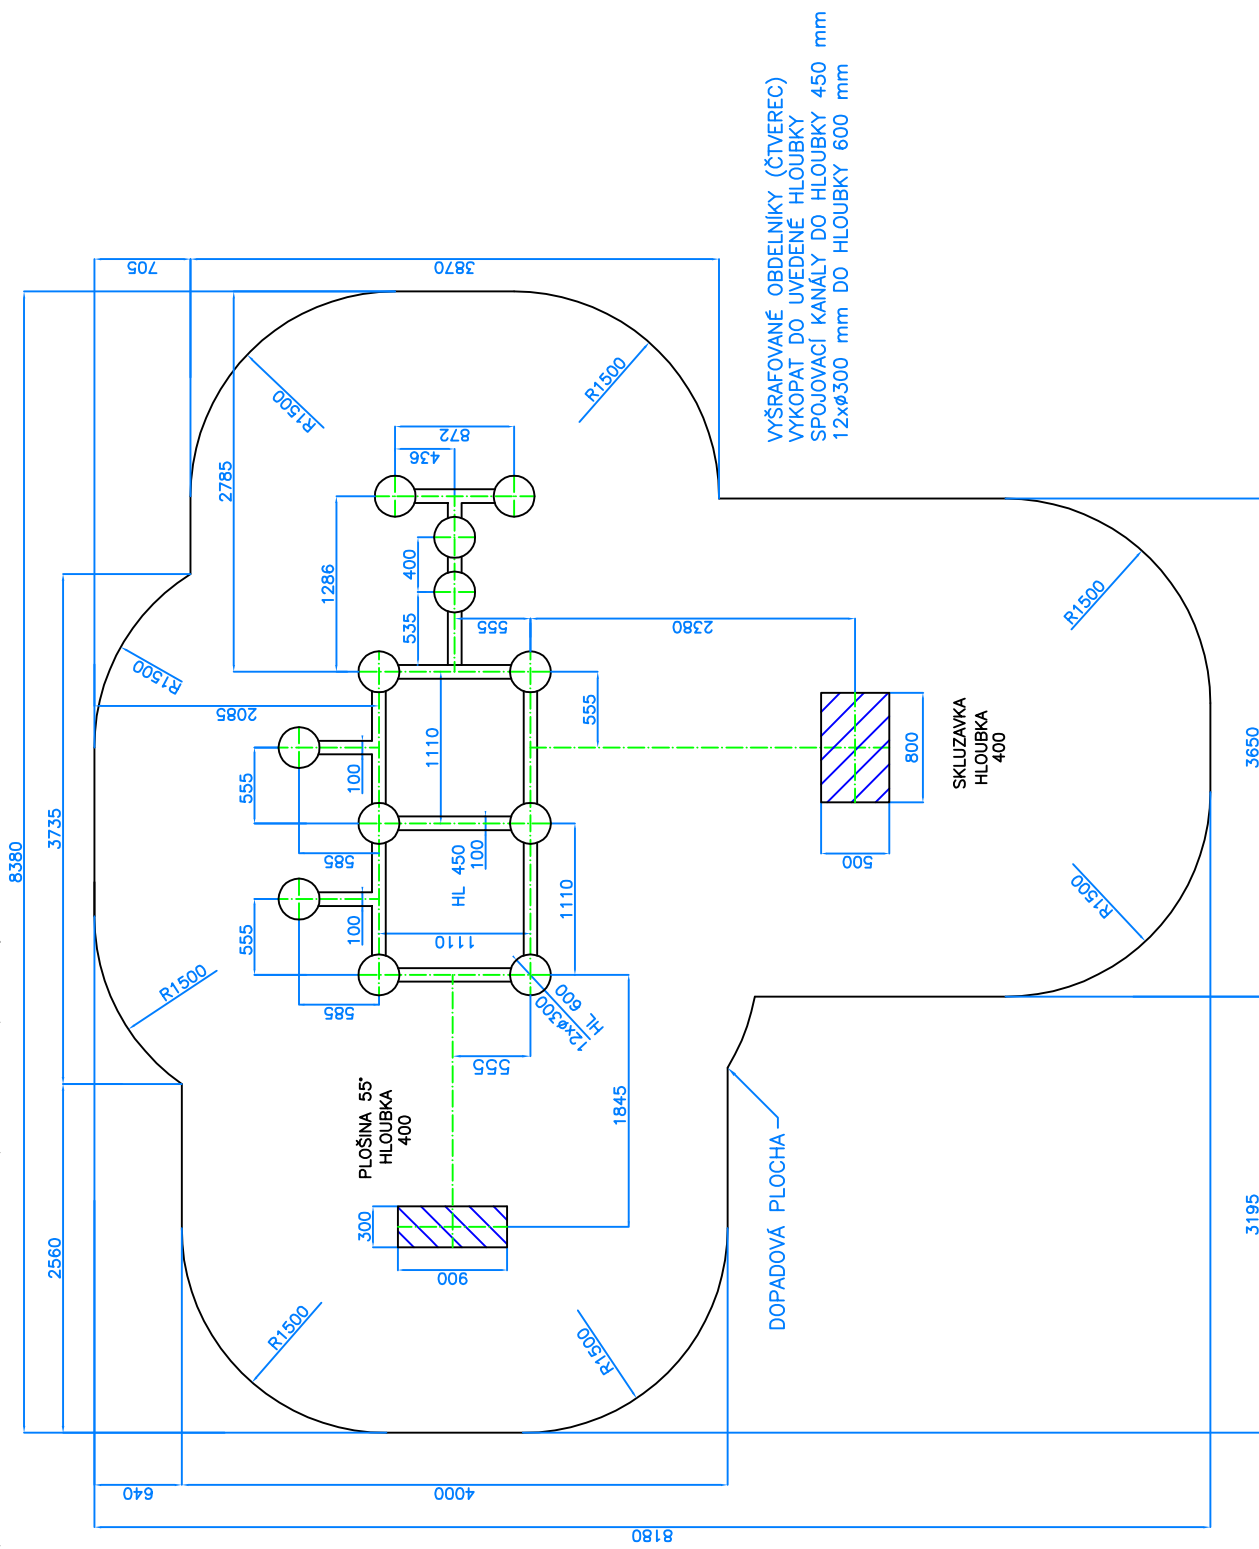 8380
2560
3735
2785
705
3870
R1500
R1500
R1500
R1500
R1500
R1500
R1500
R1500
2085
1286
436
872
400
535
555
2380
555
1110
555
585
100
555
585
100
HL 450
100
1110
1110
12xø300
HL 600
555
1845
PLOŠINA 55°
HLOUBKA
400
300
900
500
800
SKLUZAVKA
HLOUBKA
400
DOPADOVÁ PLOCHA
VYŠRAFOVANÉ OBDELNÍKY (ČTVEREC)
VYKOPAT DO UVEDENÉ HLOUBKY
SPOJOVACÍ KANÁLY DO HLOUBKY 450 mm
12xø300 mm DO HLOUBKY 600 mm
640
4000
8180
3195
3650